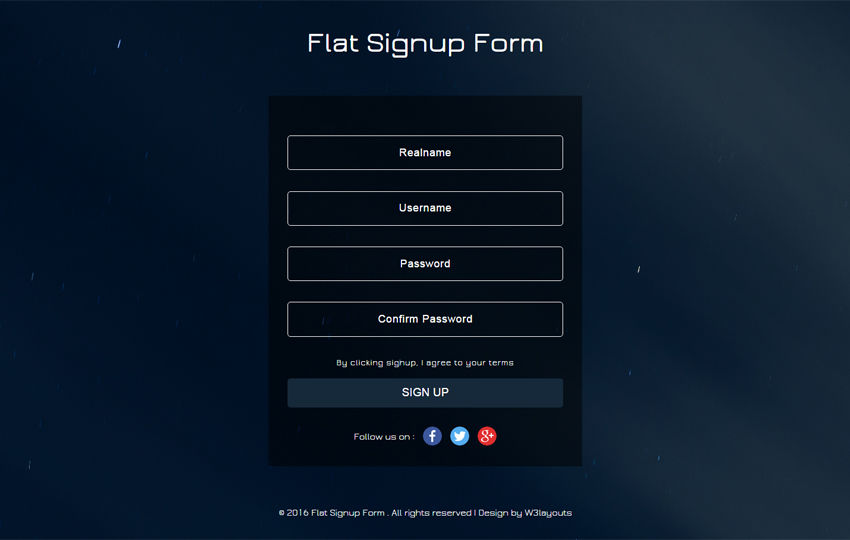 Flat Signup Form
Realname
Username
Password
Confirm Password
By clicking sighup, I agree to your terms
SIGN UP
Follow us on :
© 2016 Flat Signup Form . All rights reserved | Design by W3layouts